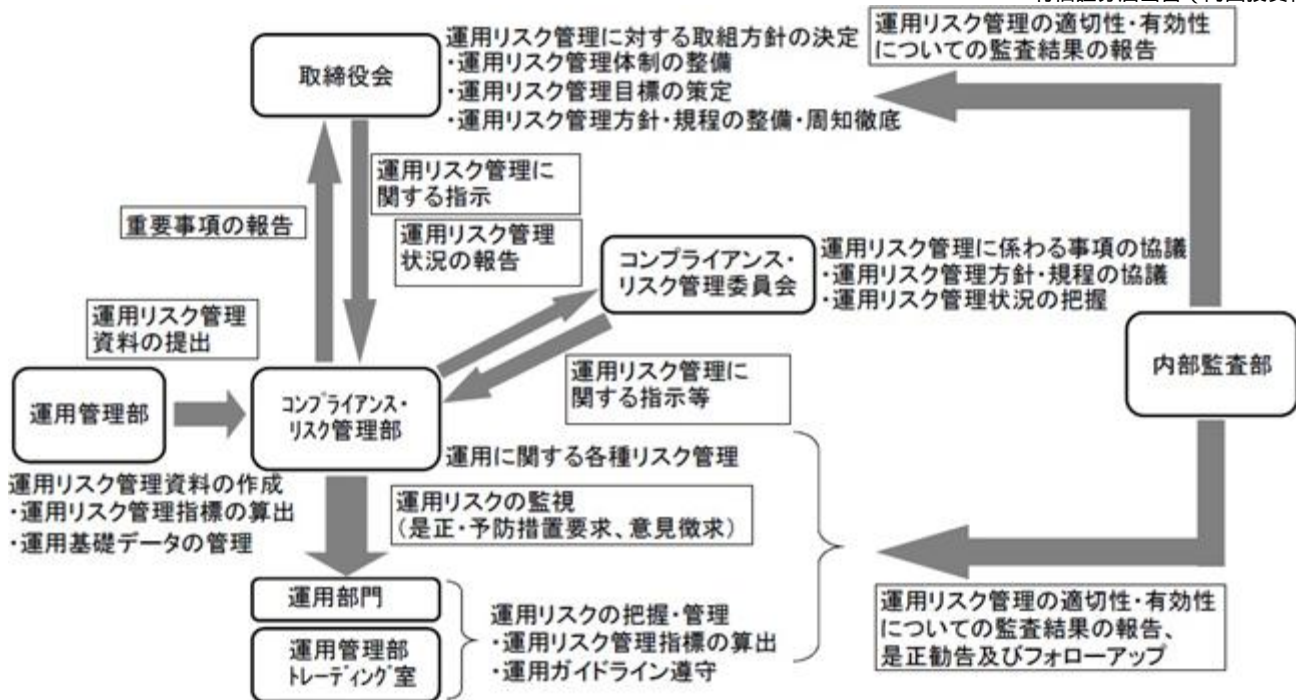 運用リスク管理に対する取組方針の決定
・運用リスク管理体制の整備
・運用リスク管理目標の策定
・運用リスク管理方針・規程の整備・周知徹底
取締役会
運用リスク管理の適切性・有効性
についての監査結果の報告
運用リスク管理に
関する指示
重要事項の報告
運用リスク管理
状況の報告
コンプライアンス・
リスク管理委員会
運用リスク管理に係わる事項の協議
・運用リスク管理方針・規程の協議
・運用リスク管理状況の把握
運用リスク管理
資料の提出
内部監査部
運用管理部
コンプライアンス・
リスク管理部
運用リスク管理に
関する指示等
運用に関する各種リスク管理
運用リスク管理資料の作成
・運用リスク管理指標の算出
・運用基礎データの管理
運用リスクの監視
(是正・予防措置要求、意見徴求)
運用部門
運用管理部
トレーディング室
運用リスクの把握・管理
・運用リスク管理指標の算出
・運用ガイドライン遵守
運用リスク管理の適切性・有効性
についての監査結果の報告、
是正勧告及びフォローアップ